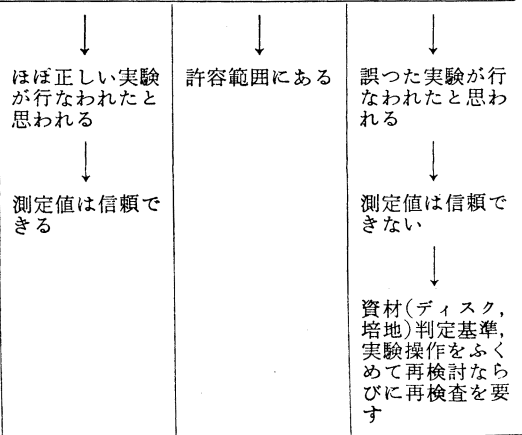 ほぼ正しい実験
が行なわれたと
思われる
測定値は信頼で
きる
許容範囲にある
誤つた実験が行
なわれたと思わ
れる
測定値は信頼で
きない
資材(ディスク,
培地)判定基準,
実験操作をふく
めて再検討なら
びに再検査を要
す